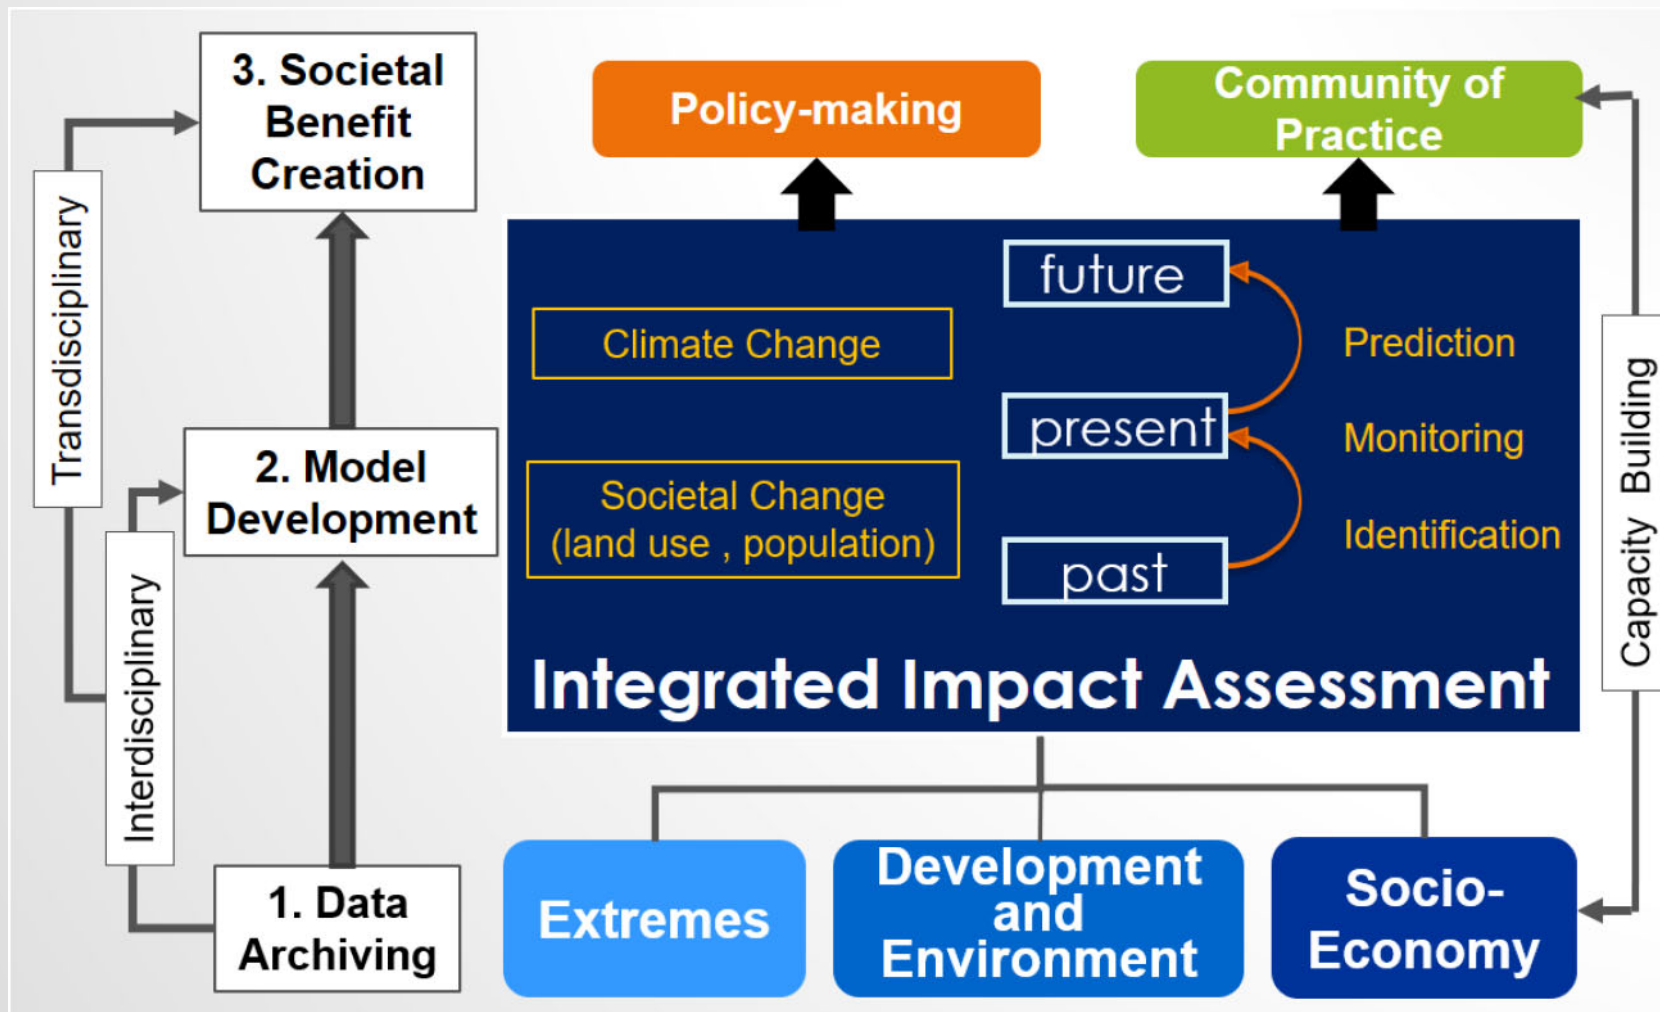 3. Societal
Benefit
Creation
Policy-making
Community of
Practice
Transdisciplinary
future
Climate Change
Prediction
present
Monitoring
Capacity Building
2. Model
Development
Societal Change
(land use , population)
Identification
past
Interdisciplinary
Integrated Impact Assessment
1. Data
Archiving
Extremes
Development
and
Environment
Socio-
Economy